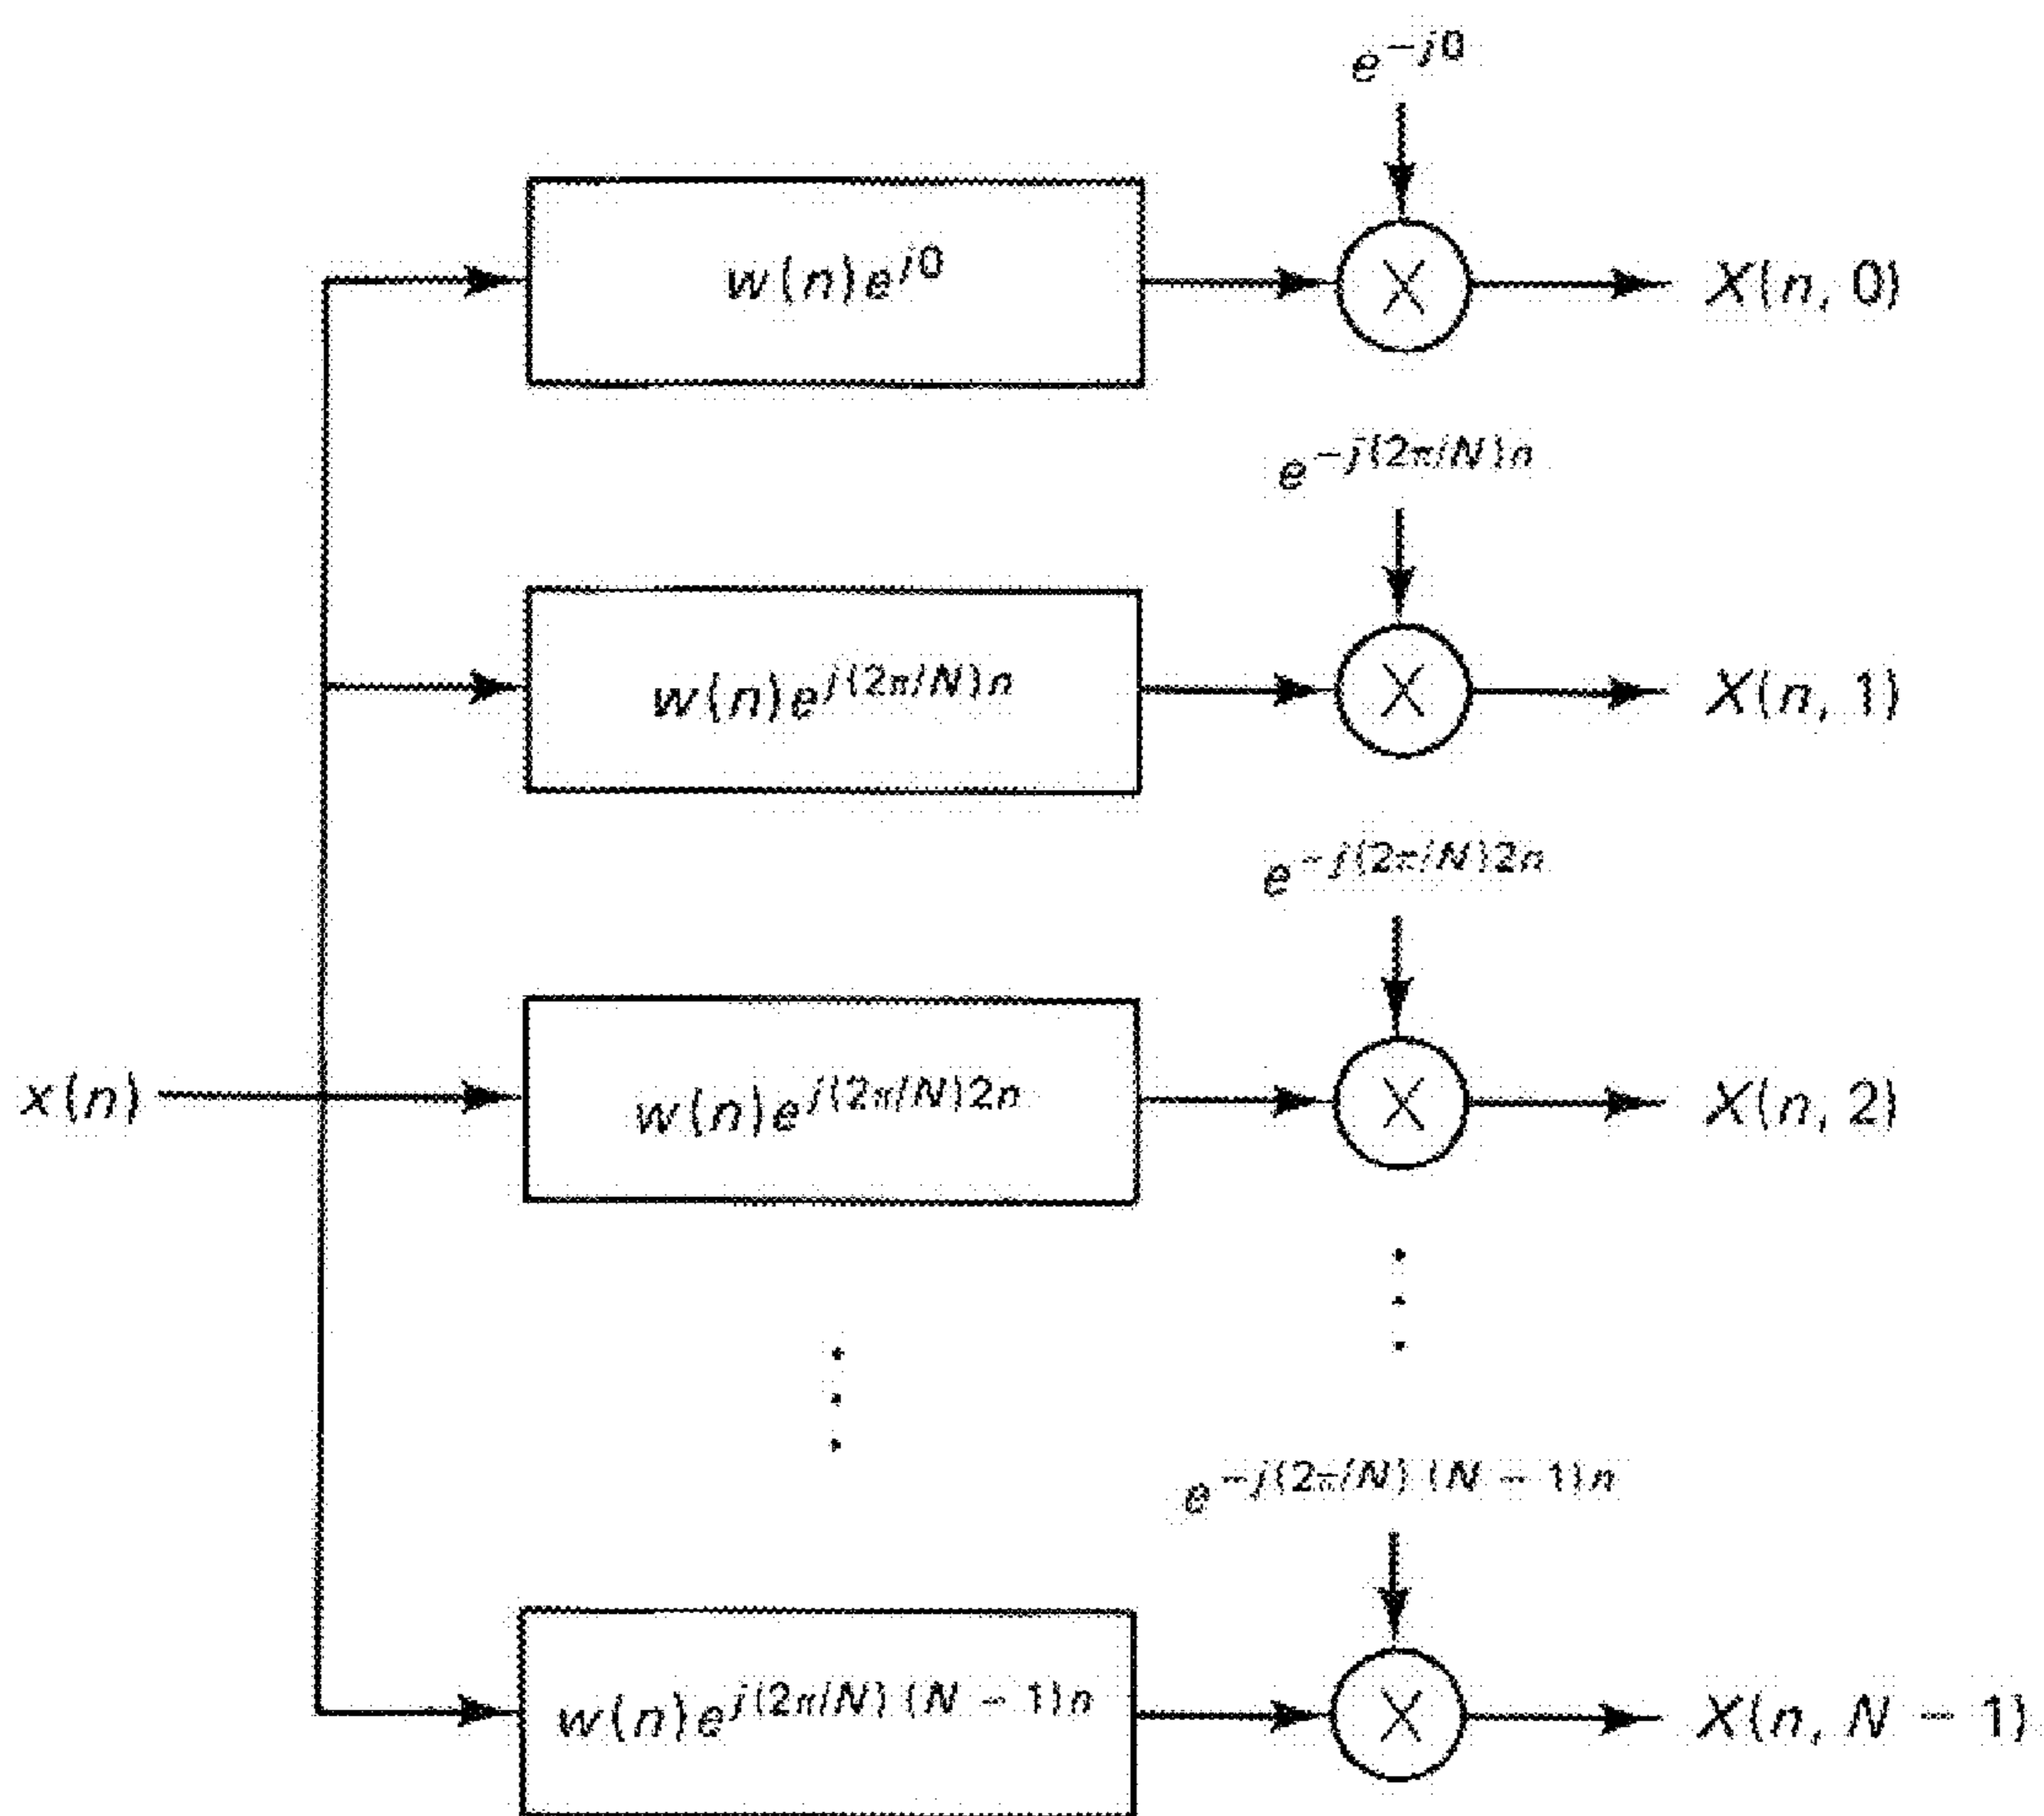 e^{-j0}
w(n)e^{j0}
X
X(n, 0)
e^{-j(2π/N)n}
w(n)e^{j(2π/N)n}
X
X(n, 1)
e^{-j(2π/N)2n}
x(n)
w(n)e^{j(2π/N)2n}
X
X(n, 2)
e^{-j(2π/N) (N - 1)n}
w(n)e^{j(2π/N) (N - 1)n}
X
X(n, N - 1)